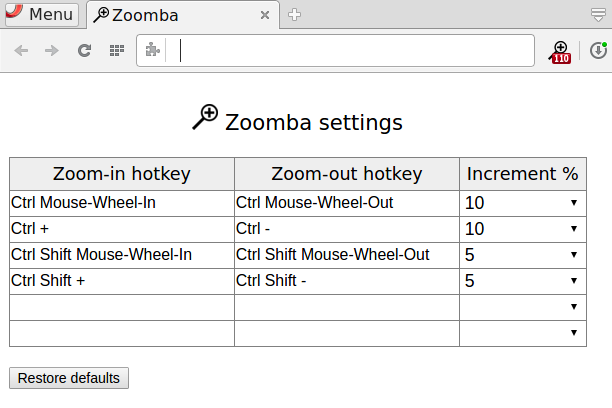 Menu
Zoomba
110
Zoomba settings
Zoom-in hotkey Zoom-out hotkey Increment %
Ctrl Mouse-Wheel-In Ctrl Mouse-Wheel-Out 10
Ctrl + Ctrl - 10
Ctrl Shift Mouse-Wheel-In Ctrl Shift Mouse-Wheel-Out 5
Ctrl Shift + Ctrl Shift - 5
Restore defaults